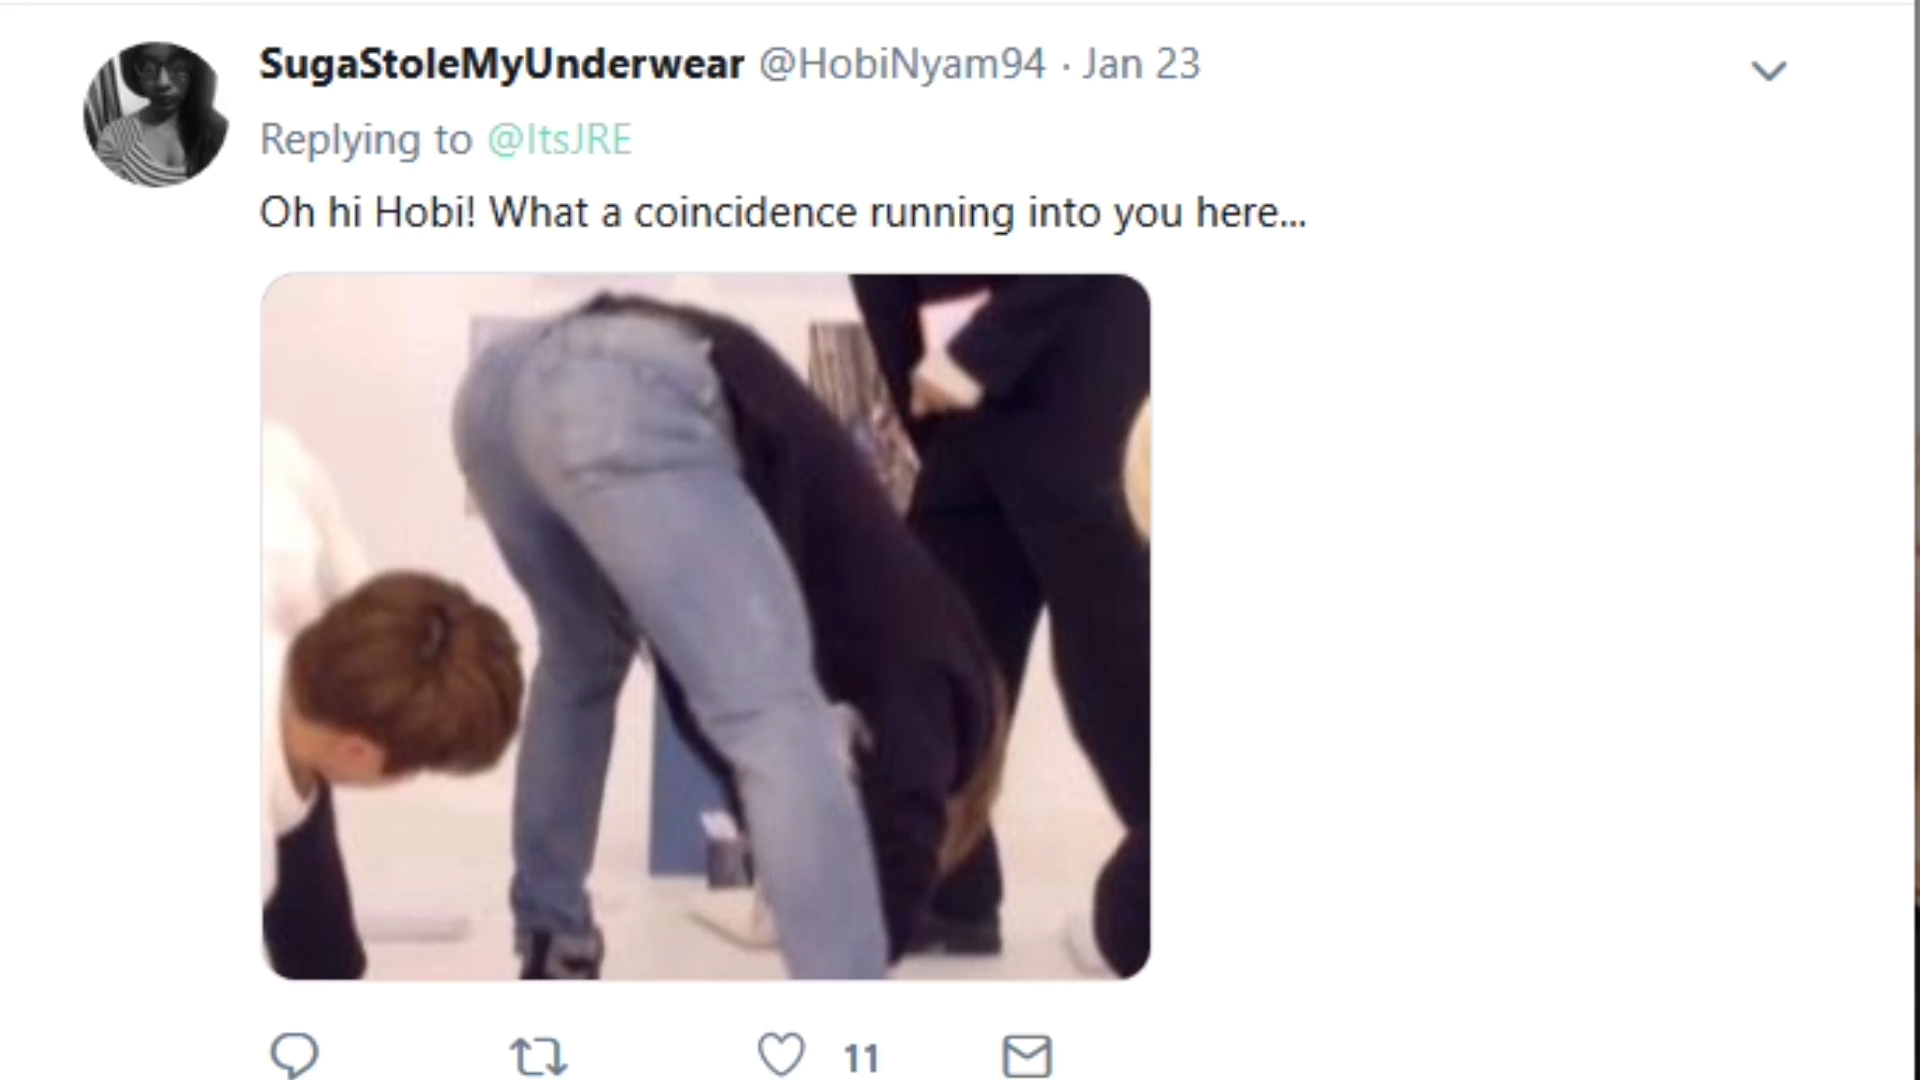 SugaStoleMyUnderwear @HobiNyam94 · Jan 23
Replying to @ItsJRE
Oh hi Hobi! What a coincidence running into you here...
11